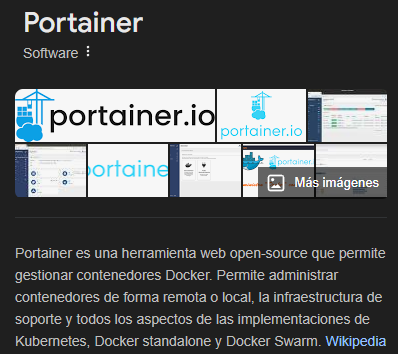 Portainer
Software
portainer.io
portainer.io
portaine
portainer.io
Más imágenes
Portainer es una herramienta web open-source que permite
gestionar contenedores Docker. Permite administrar
contenedores de forma remota o local, la infraestructura de
soporte y todos los aspectos de las implementaciones de
Kubernetes, Docker standalone y Docker Swarm. Wikipedia